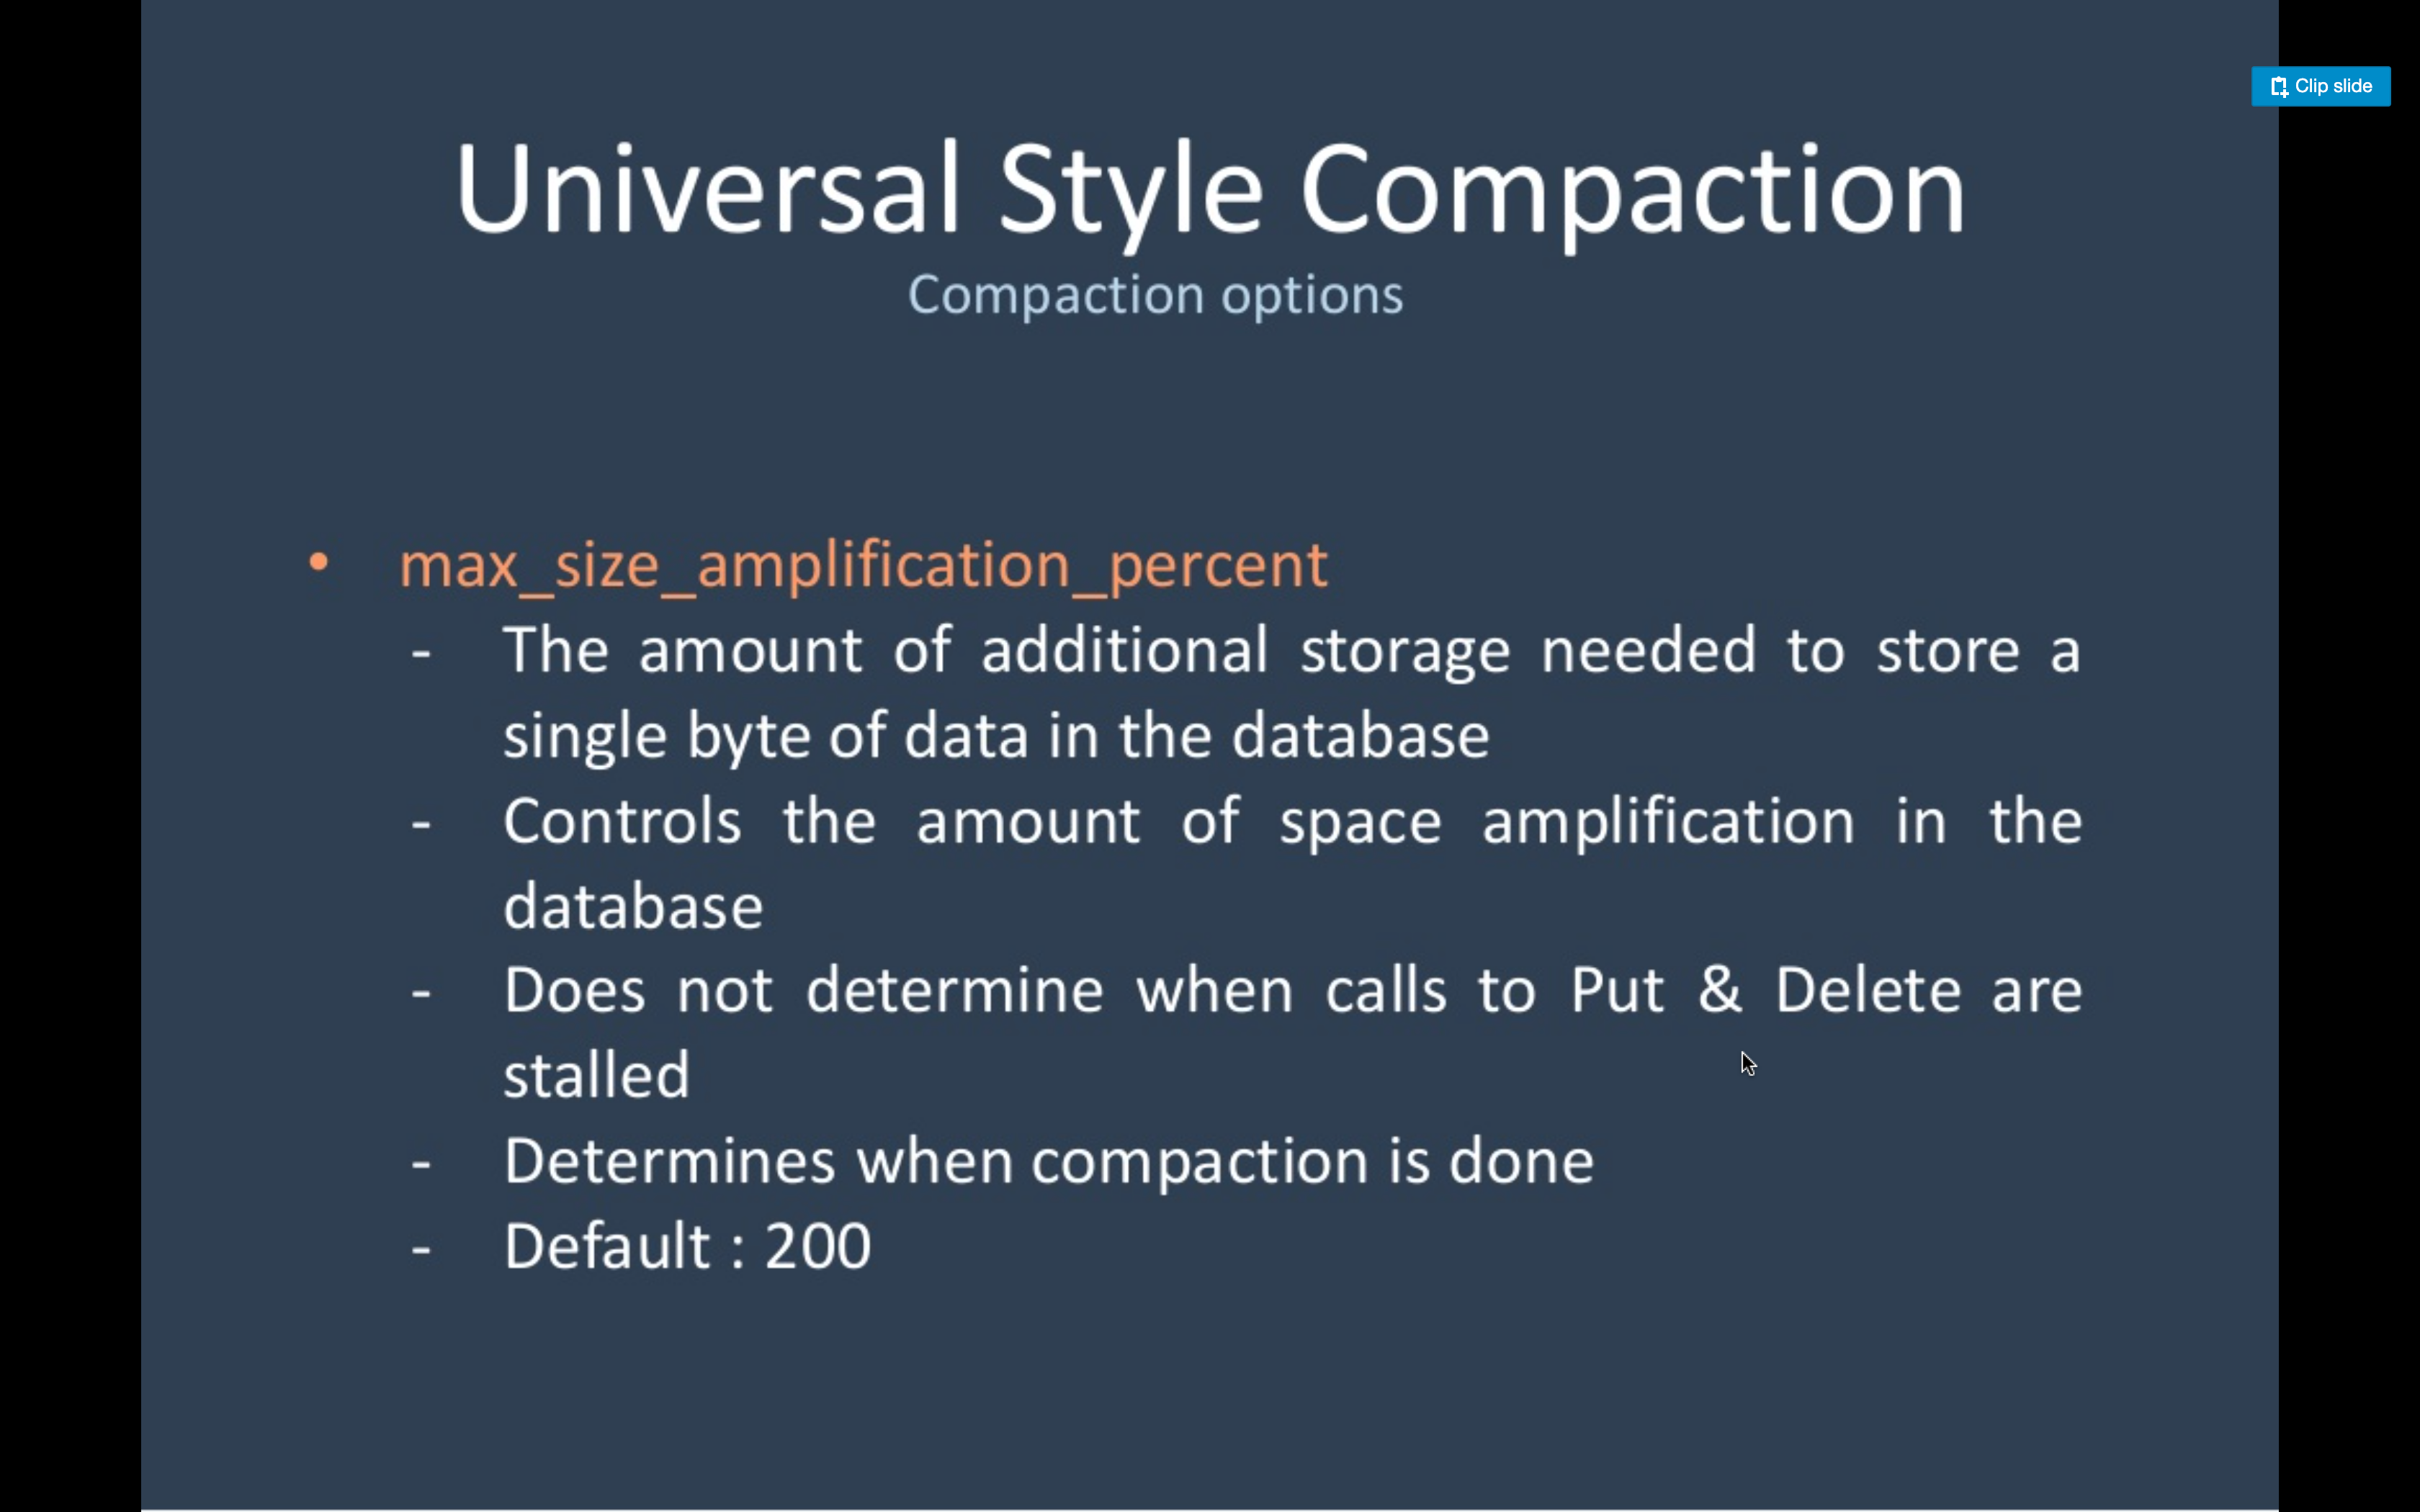 Clip slide
Universal Style Compaction
Compaction options
• max_size_amplification_percent
- The amount of additional storage needed to store a
single byte of data in the database
- Controls the amount of space amplification in the
database
- Does not determine when calls to Put & Delete are
stalled
- Determines when compaction is done
- Default : 200